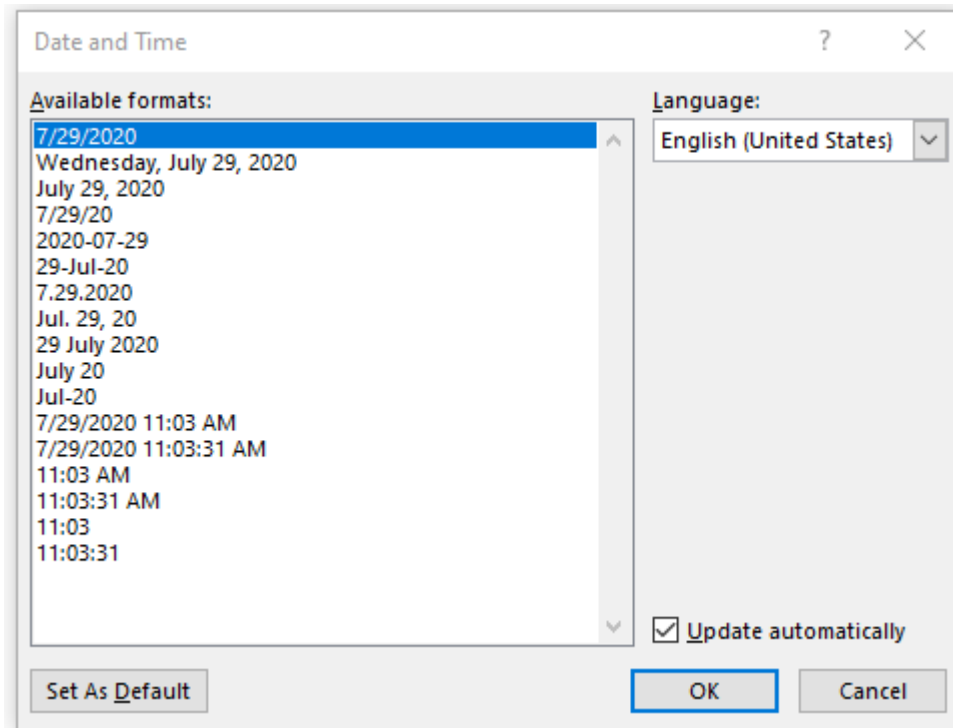 Date and Time
?
Available formats:
7/29/2020
Wednesday, July 29, 2020
July 29, 2020
7/29/20
2020-07-29
29-Jul-20
7.29.2020
Jul. 29, 20
29 July 2020
July 20
Jul-20
7/29/2020 11:03 AM
7/29/2020 11:03:31 AM
11:03 AM
11:03:31 AM
11:03
11:03:31
Language:
English (United States)
Update automatically
Set As Default
OK
Cancel